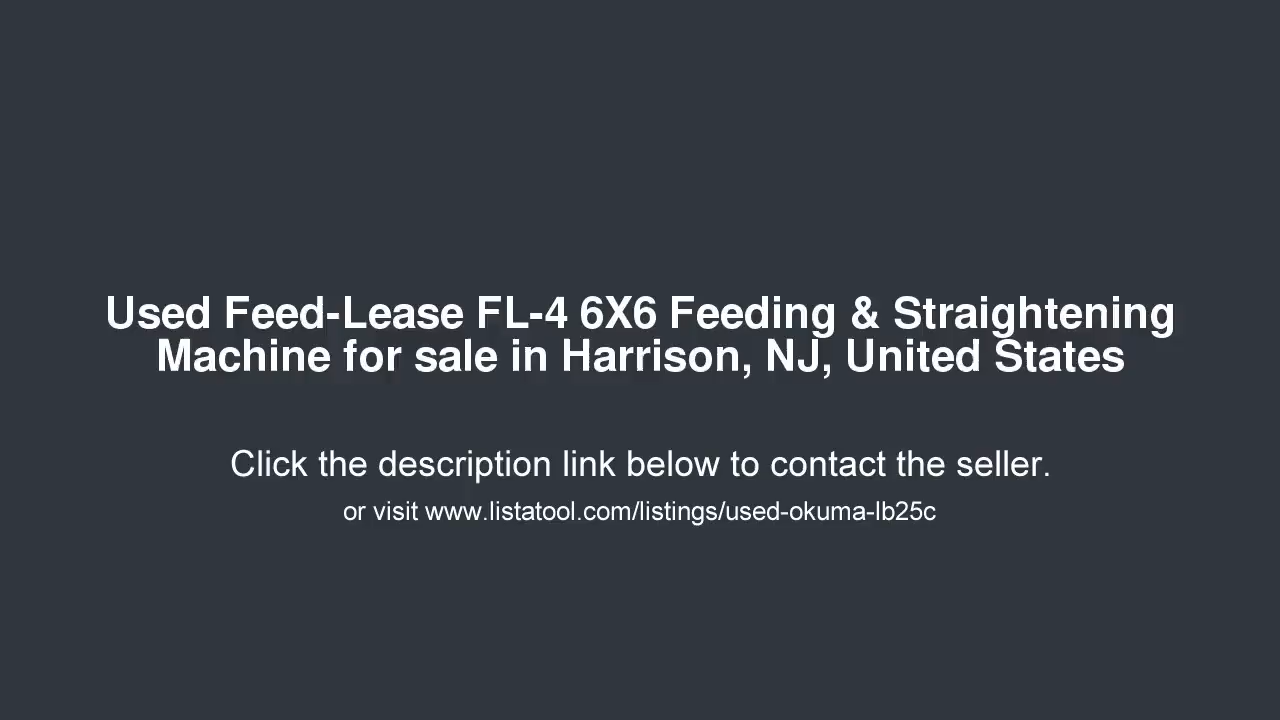 Used Feed-Lease FL-4 6X6 Feeding & Straightening
Machine for sale in Harrison, NJ, United States
Click the description link below to contact the seller.
or visit www.listatool.com/listings/used-okuma-lb25c